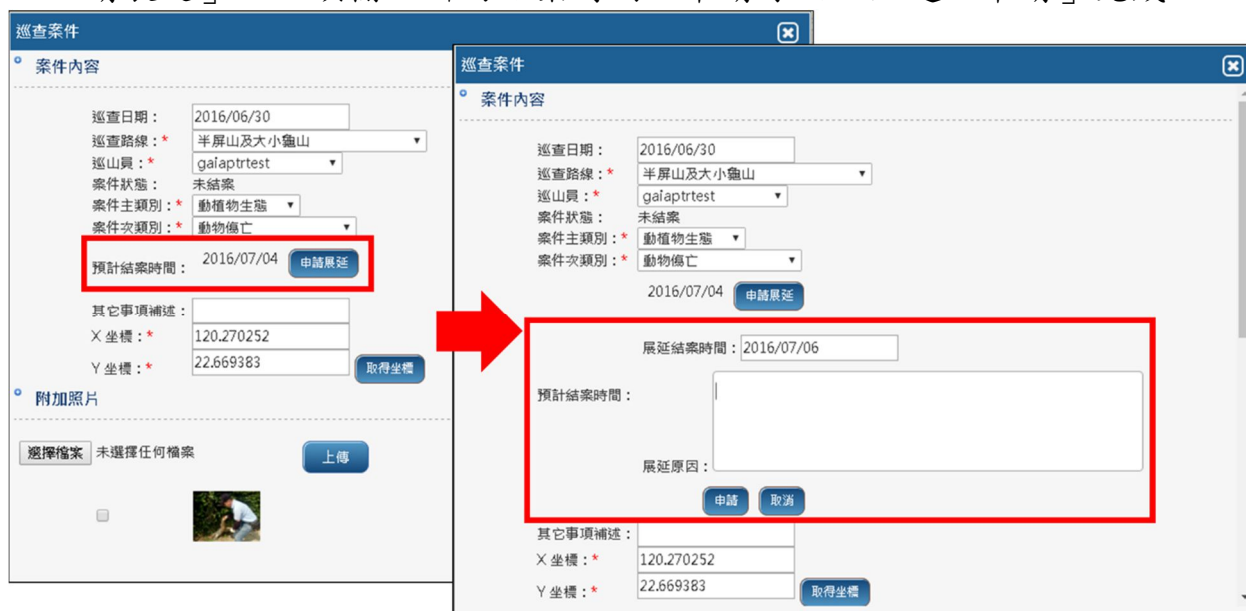 巡查案件
案件內容
巡查日期： 2016/06/30
巡查路線：* 半屏山及大小龜山
巡山員：* gaiaptrtest
案件狀態： 未結案
案件主類別：* 動植物生態
案件次類別：* 動物傷亡
預計結案時間： 2016/07/04 申請展延
其它事項補述：
X 坐標：* 120.270252
Y 坐標：* 22.669383 取得坐標
附加照片
選擇檔案 未選擇任何檔案 上傳
巡查案件
案件內容
巡查日期： 2016/06/30
巡查路線：* 半屏山及大小龜山
巡山員：* gaiaptrtest
案件狀態： 未結案
案件主類別：* 動植物生態
案件次類別：* 動物傷亡
2016/07/04 申請展延
展延結案時間：2016/07/06
預計結案時間：
展延原因：
申請 取消
其它事項補述：
X 坐標：* 120.270252
Y 坐標：* 22.669383 取得坐標